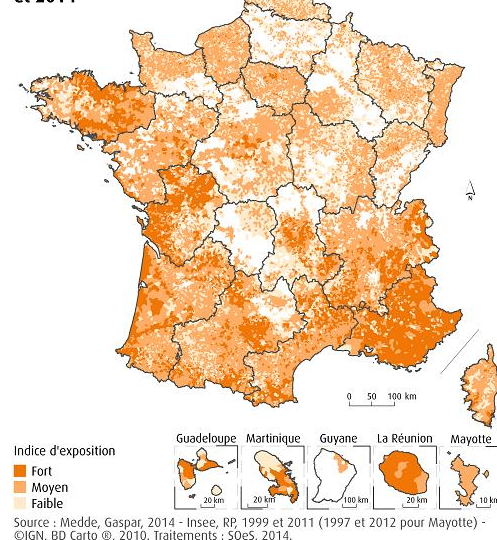 et 2014
N
0 50 100 km
Indice d'exposition
Fort
Moyen
Faible
Guadeloupe
20 km
Martinique
20 km
Guyane
100 km
La Réunion
20 km
Mayotte
10 km
Source : Medde, Gaspar, 2014 - Insee, RP, 1999 et 2011 (1997 et 2012 pour Mayotte) -
©IGN, BD Carto ®, 2010. Traitements : SOeS, 2014.